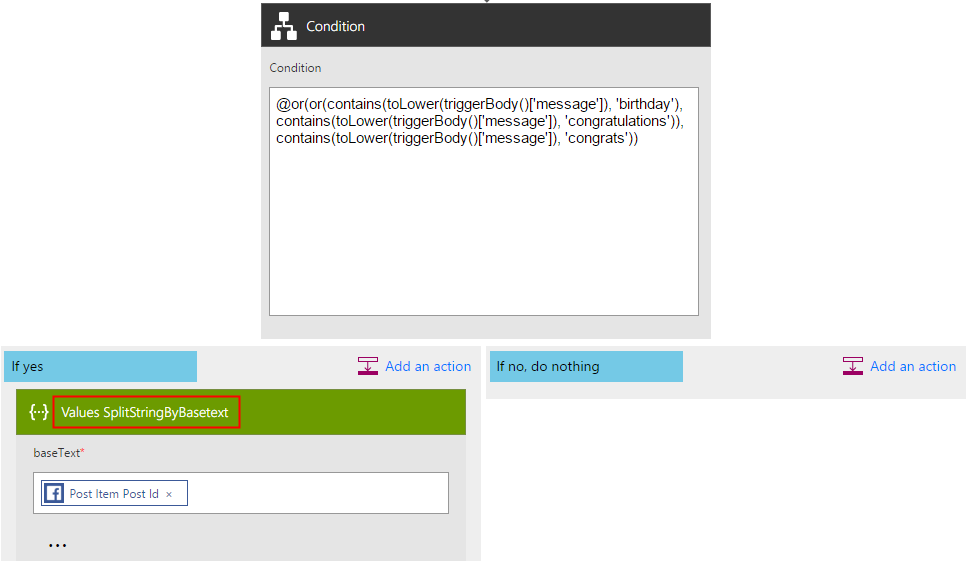 Condition
Condition
@or(or(contains(toLower(triggerBody()['message']), 'birthday'),
contains(toLower(triggerBody()['message']), 'congratulations')),
contains(toLower(triggerBody()['message']), 'congrats'))
If yes
Add an action
If no, do nothing
Add an action
{··} Values SplitStringByBasetext
baseText*
f Post Item Post Id ×
...